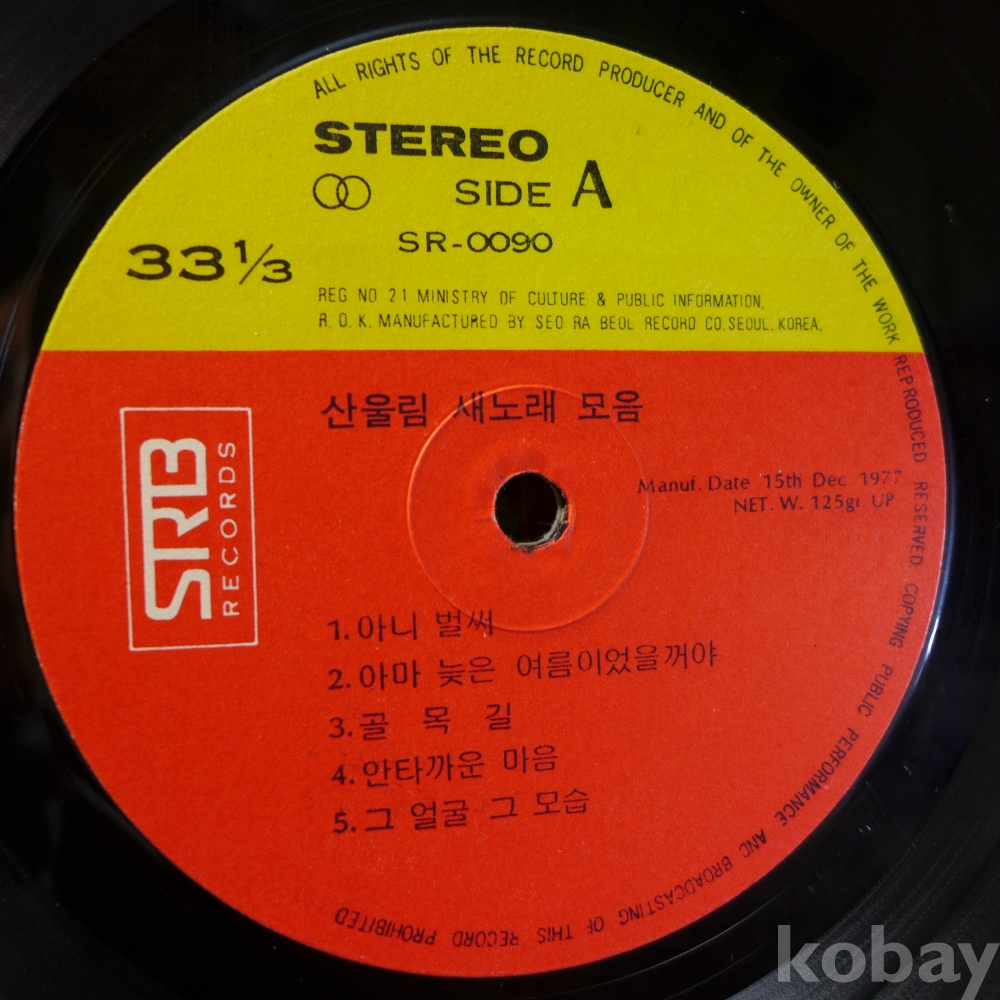 ALL RIGHTS OF THE RECORD PRODUCER AND OF THE OWNER OF THE WORK REPRODUCED RESERVED COPYING PUBLIC PERFORMANCE AND BROADCASTING OF THIS RECORD PROHIBITED
STEREO
SIDE A
SR-0090
33 1/3
REG NO 21 MINISTRY OF CULTURE & PUBLIC INFORMATION,
R. O. K. MANUFACTURED BY SEO RA BEOL RECORD CO. SEOUL, KOREA.
산울림 새노래 모음
SRB
RECORDS
Manuf. Date 15th Dec. 1977
NET. W. 125gr UP
1. 아니 벌써
2. 아마 늦은 여름이었을꺼야
3. 골 목 길
4. 안타까운 마음
5. 그 얼굴 그 모습
kobay